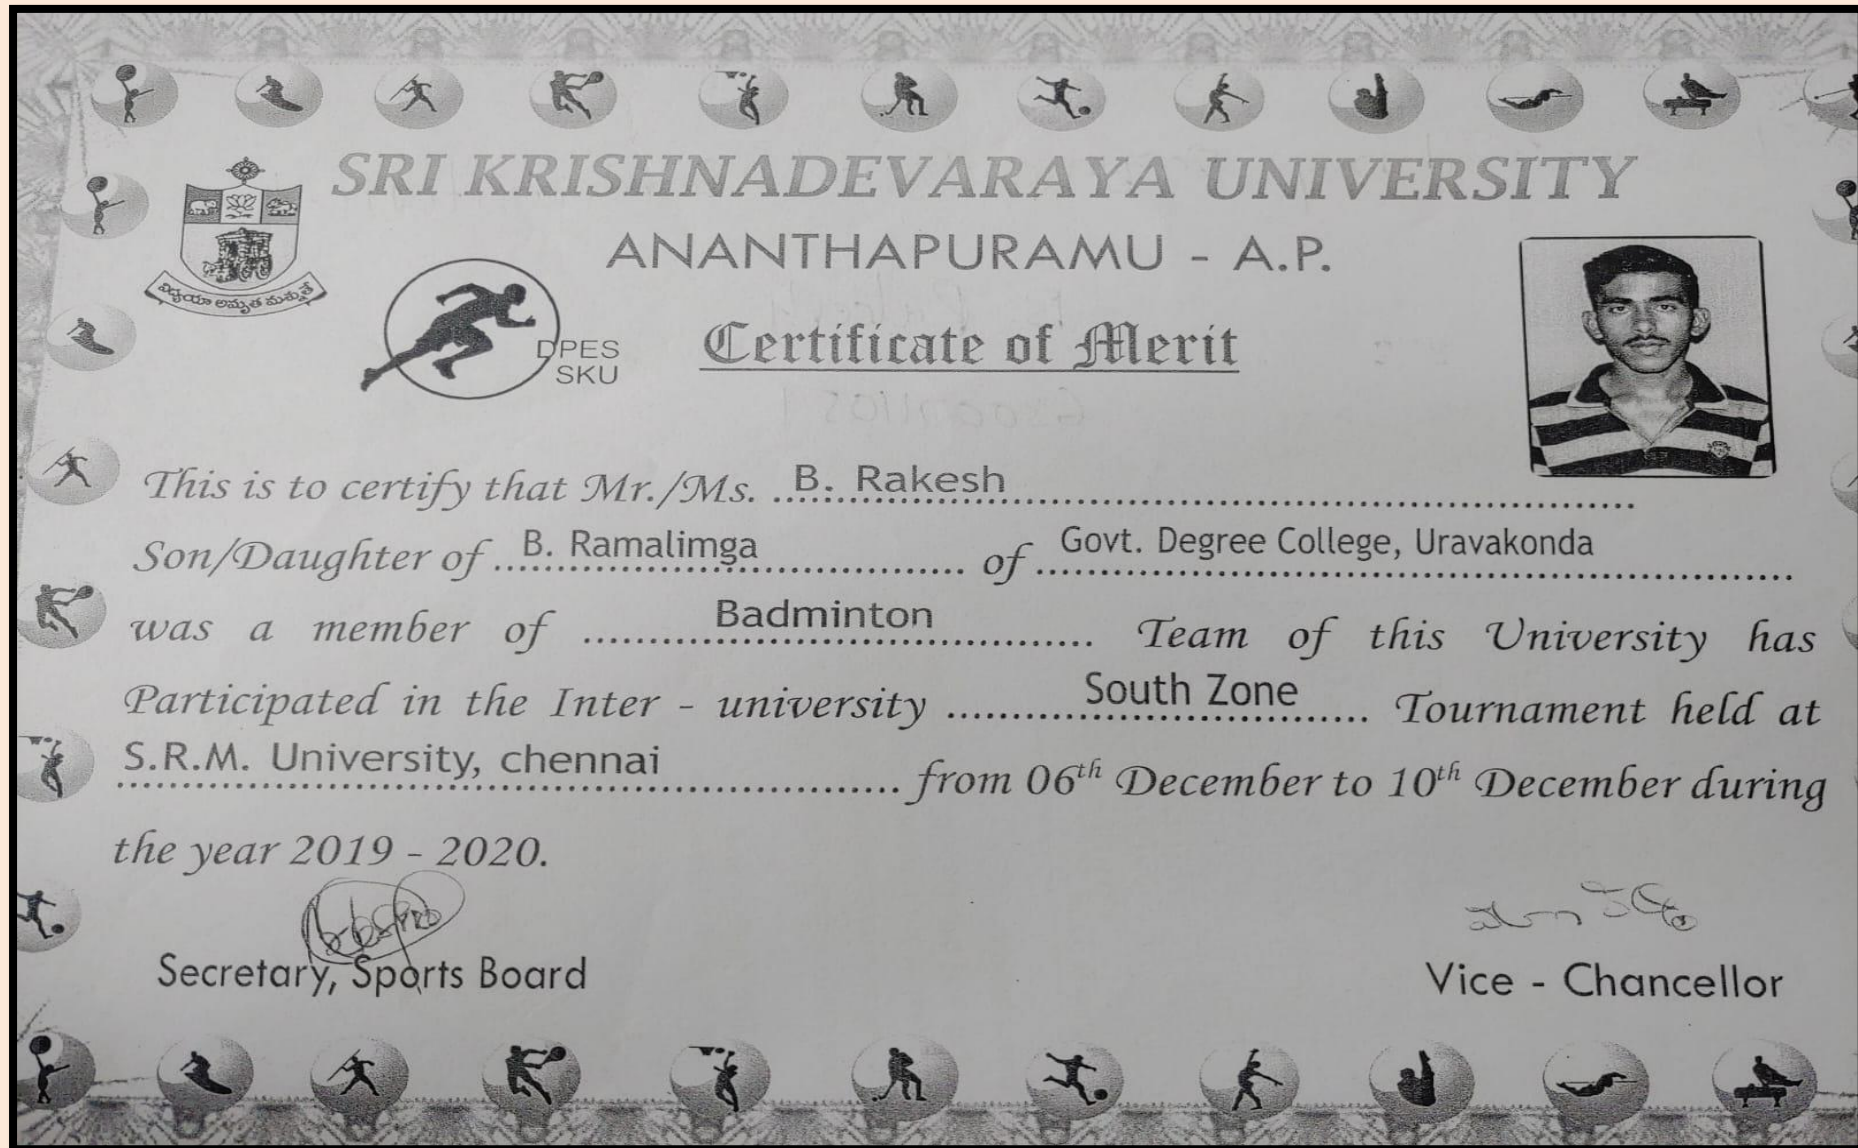 SRI KRISHNADEVARAYA UNIVERSITY
ANANTHAPURAMU - A.P.
విద్యయా అమృత మశ్నుతే
DPES
SKU
Certificate of Merit
This is to certify that Mr./Ms. B. Rakesh
Son/Daughter of B. Ramalimga of Govt. Degree College, Uravakonda
was a member of Badminton Team of this University has
Participated in the Inter - university South Zone Tournament held at
S.R.M. University, chennai from 06th December to 10th December during
the year 2019 - 2020.
Secretary, Sports Board
Vice - Chancellor